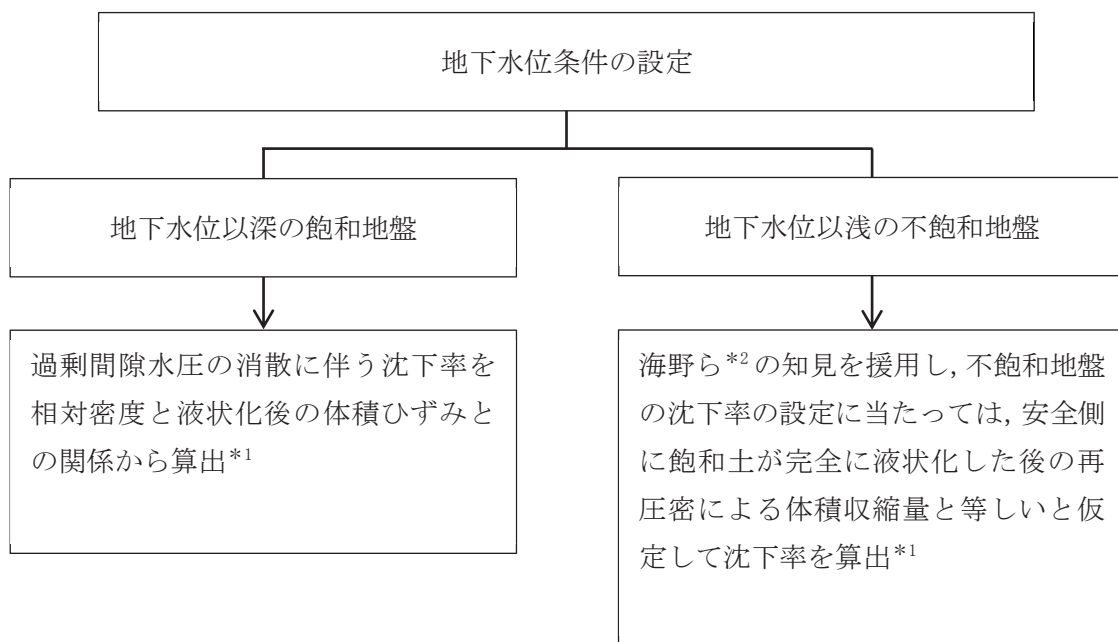 地下水位条件の設定
地下水位以深の飽和地盤
地下水位以浅の不飽和地盤
過剰間隙水圧の消散に伴う沈下率を
相対密度と液状化後の体積ひずみと
の関係から算出*1
海野ら*2の知見を援用し,不飽和地盤
の沈下率の設定に当たっては,安全側
に飽和土が完全に液状化した後の再
圧密による体積収縮量と等しいと仮
定して沈下率を算出*1